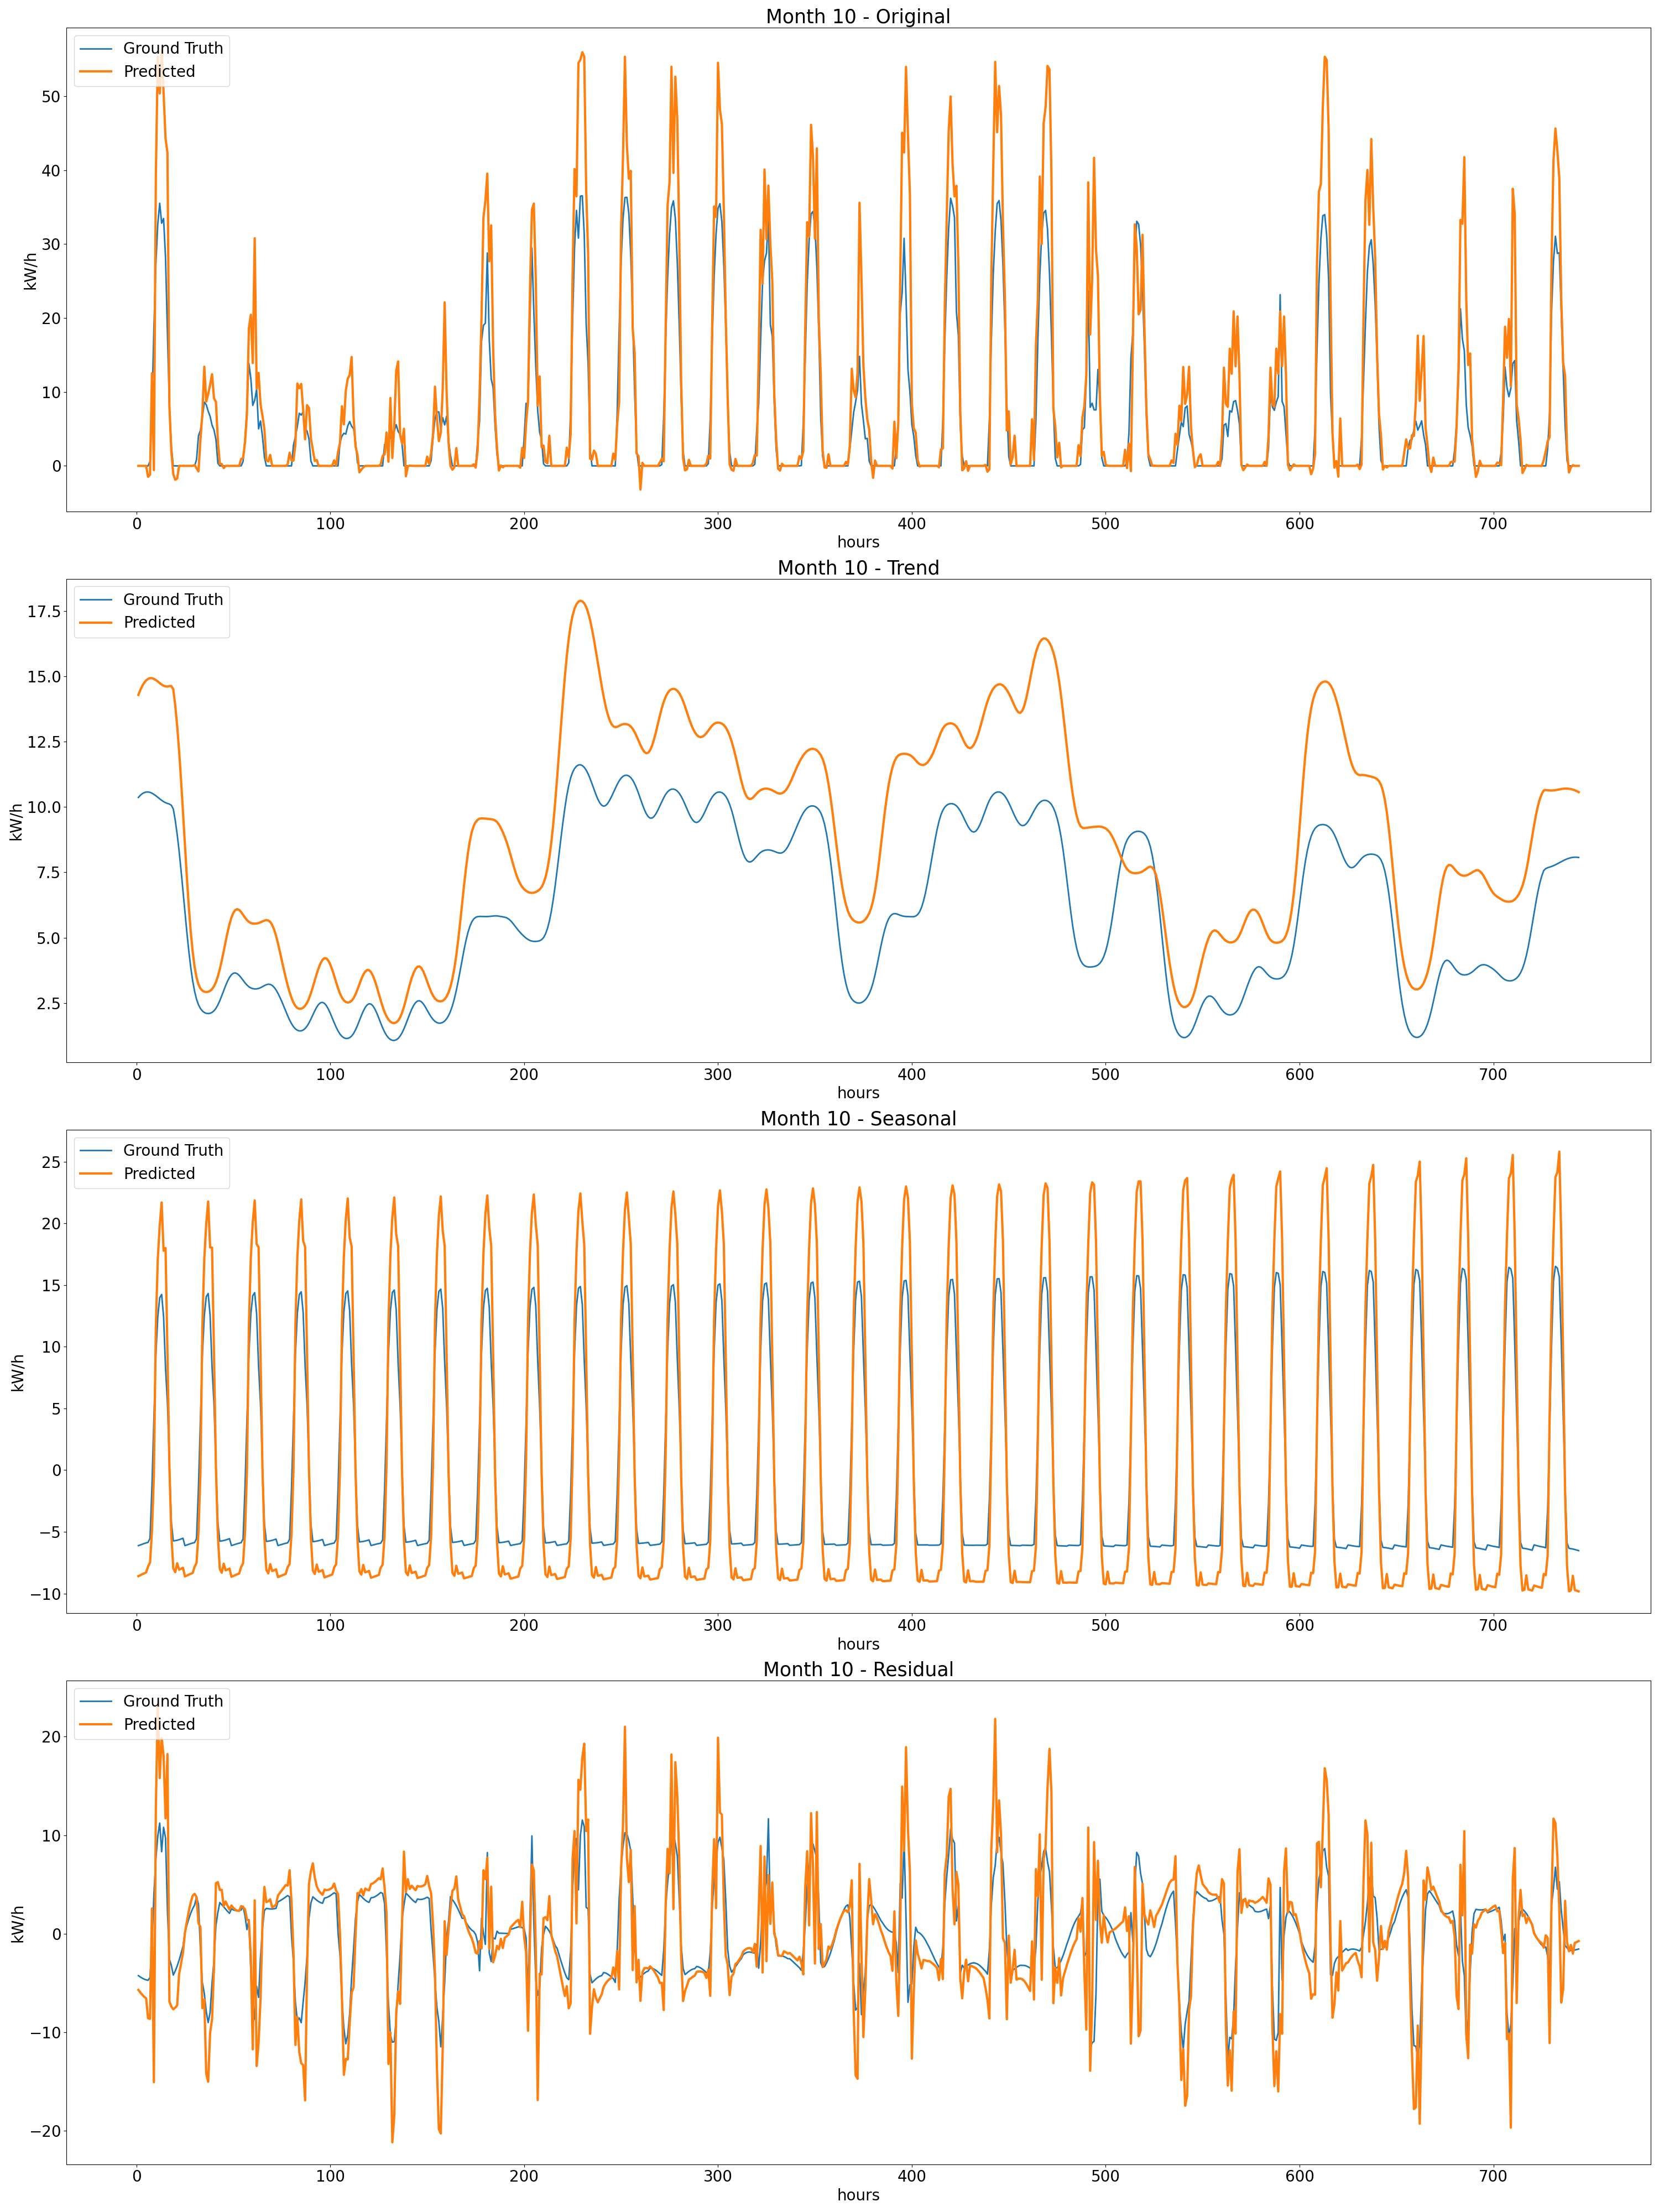 Month 10 - Original
Ground Truth
Predicted
kW/h
50
40
30
20
10
0
0 100 200 300 400 500 600 700
hours
Month 10 - Trend
Ground Truth
Predicted
kW/h
17.5
15.0
12.5
10.0
7.5
5.0
2.5
0 100 200 300 400 500 600 700
hours
Month 10 - Seasonal
Ground Truth
Predicted
kW/h
25
20
15
10
5
0
−5
−10
0 100 200 300 400 500 600 700
hours
Month 10 - Residual
Ground Truth
Predicted
kW/h
20
10
0
−10
−20
0 100 200 300 400 500 600 700
hours